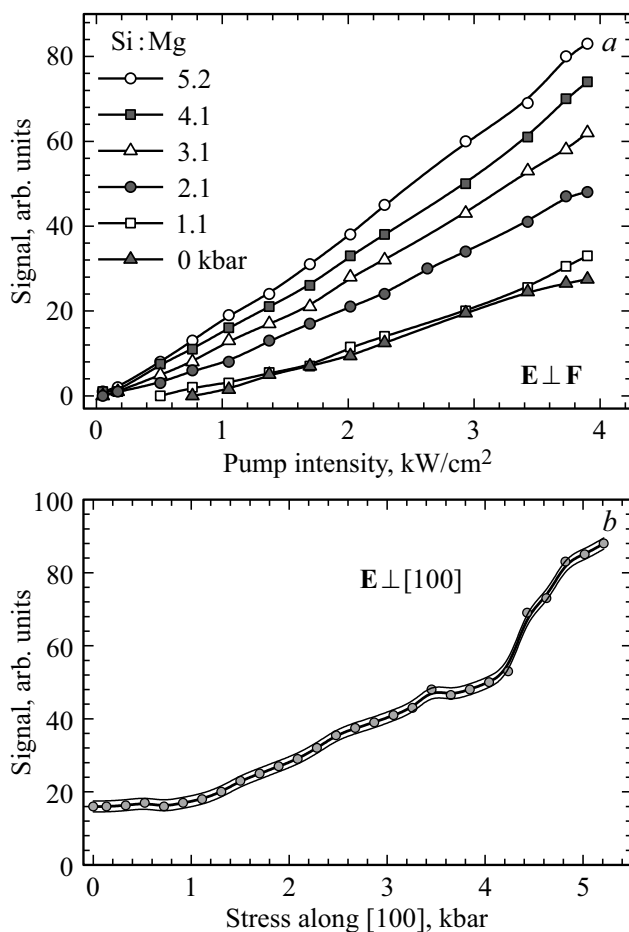 a
Si : Mg
5.2
4.1
3.1
2.1
1.1
0 kbar
E ⊥ F
Signal, arb. units
80
60
40
20
0
0 1 2 3 4
Pump intensity, kW/cm²
b
E ⊥ [100]
Signal, arb. units
100
80
60
40
20
0
0 1 2 3 4 5
Stress along [100], kbar